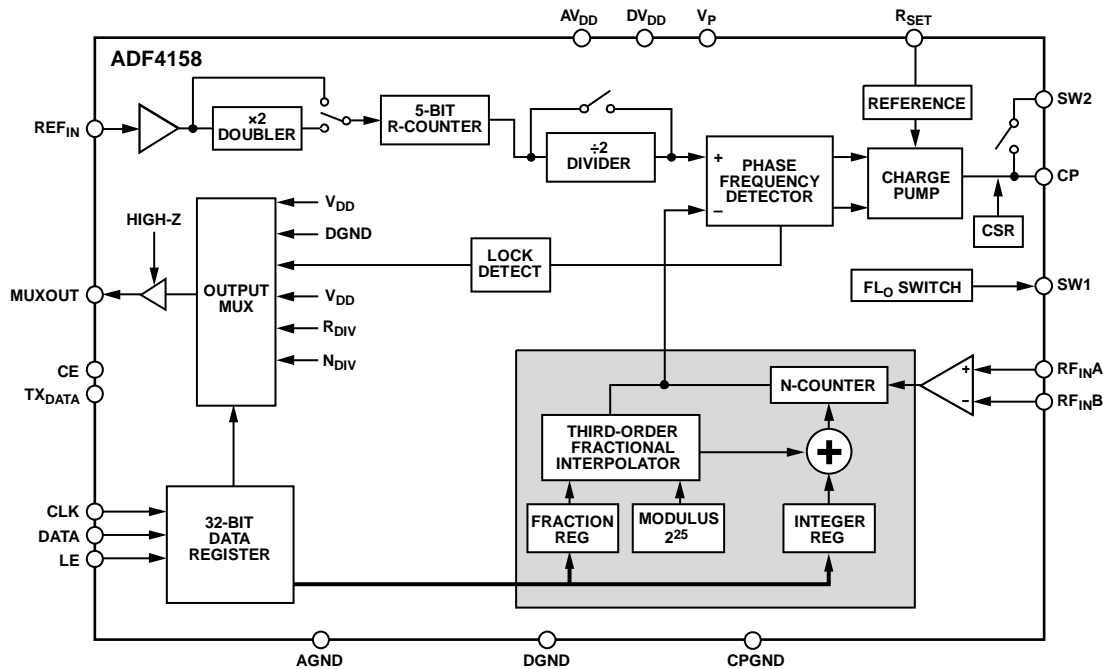 AVDD
DVDD
VP
RSET
ADF4158
REFIN
×2
DOUBLER
5-BIT
R-COUNTER
÷2
DIVIDER
+
−
PHASE
FREQUENCY
DETECTOR
REFERENCE
CHARGE
PUMP
CSR
SW2
CP
HIGH-Z
MUXOUT
OUTPUT
MUX
VDD
DGND
VDD
RDIV
NDIV
LOCK
DETECT
FLO SWITCH
SW1
CE
TXDATA
N-COUNTER
+
−
RFINA
RFINB
THIRD-ORDER
FRACTIONAL
INTERPOLATOR
+
CLK
DATA
LE
32-BIT
DATA
REGISTER
FRACTION
REG
MODULUS
2²⁵
INTEGER
REG
AGND
DGND
CPGND